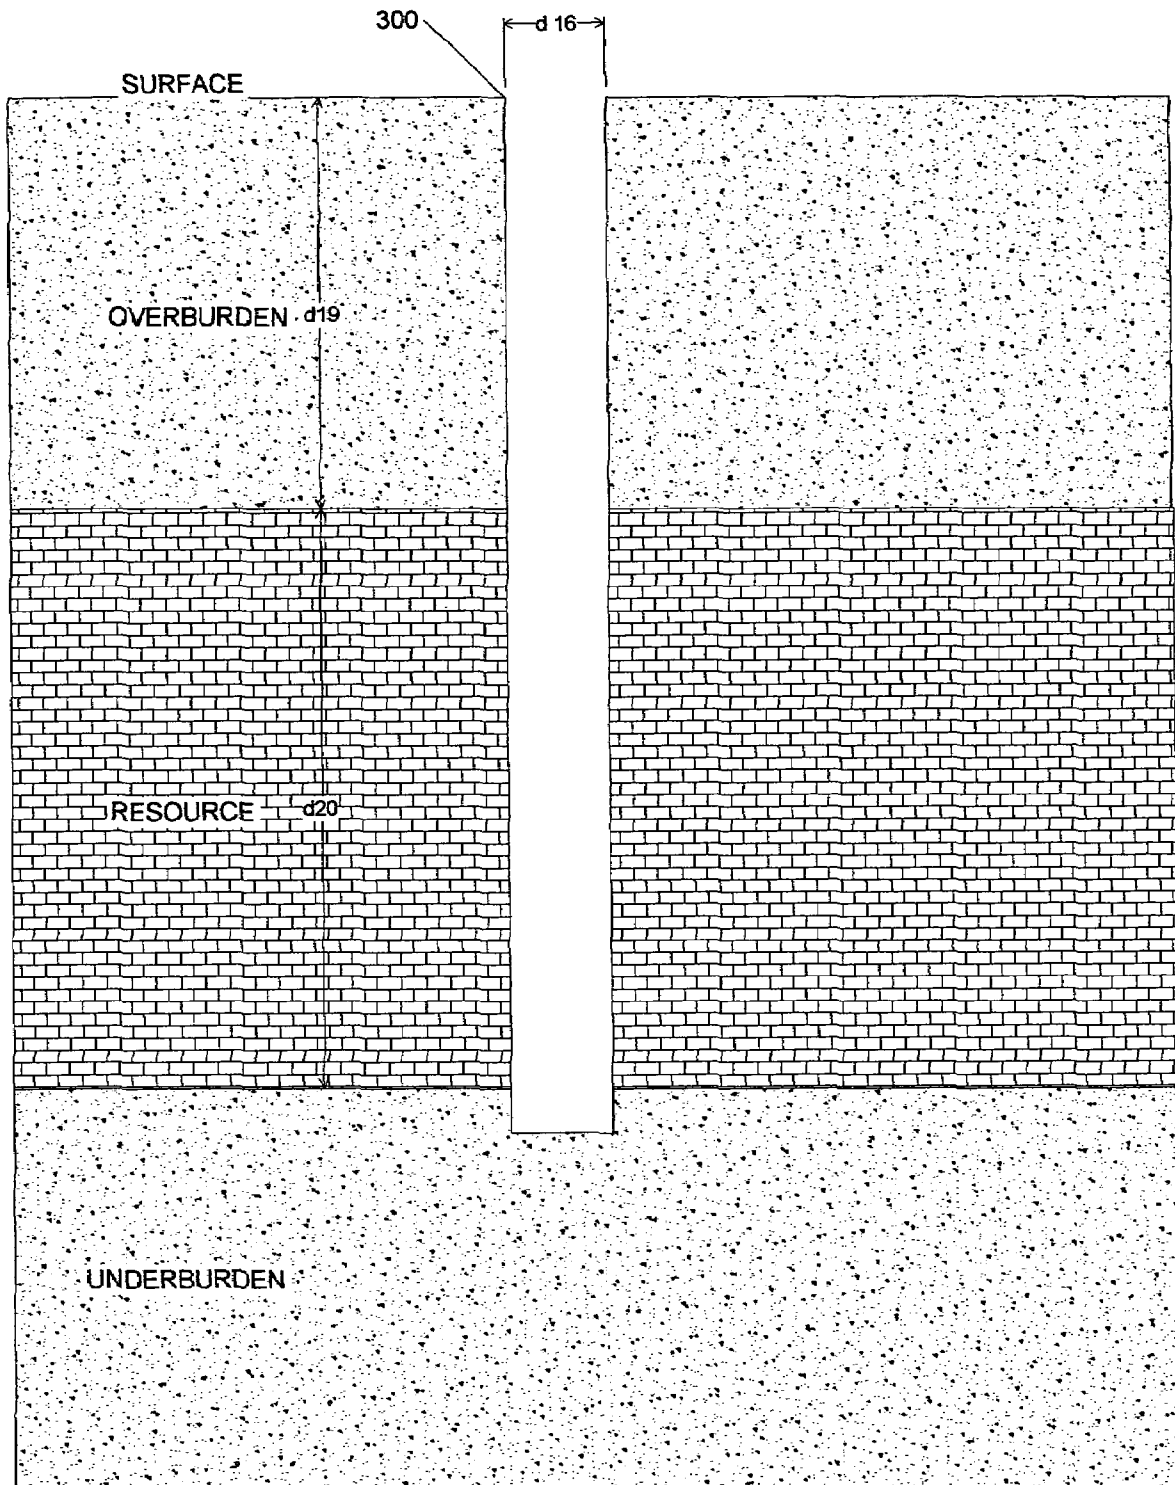 300
d 16
SURFACE
OVERBURDEN d19
RESOURCE d20
UNDERBURDEN